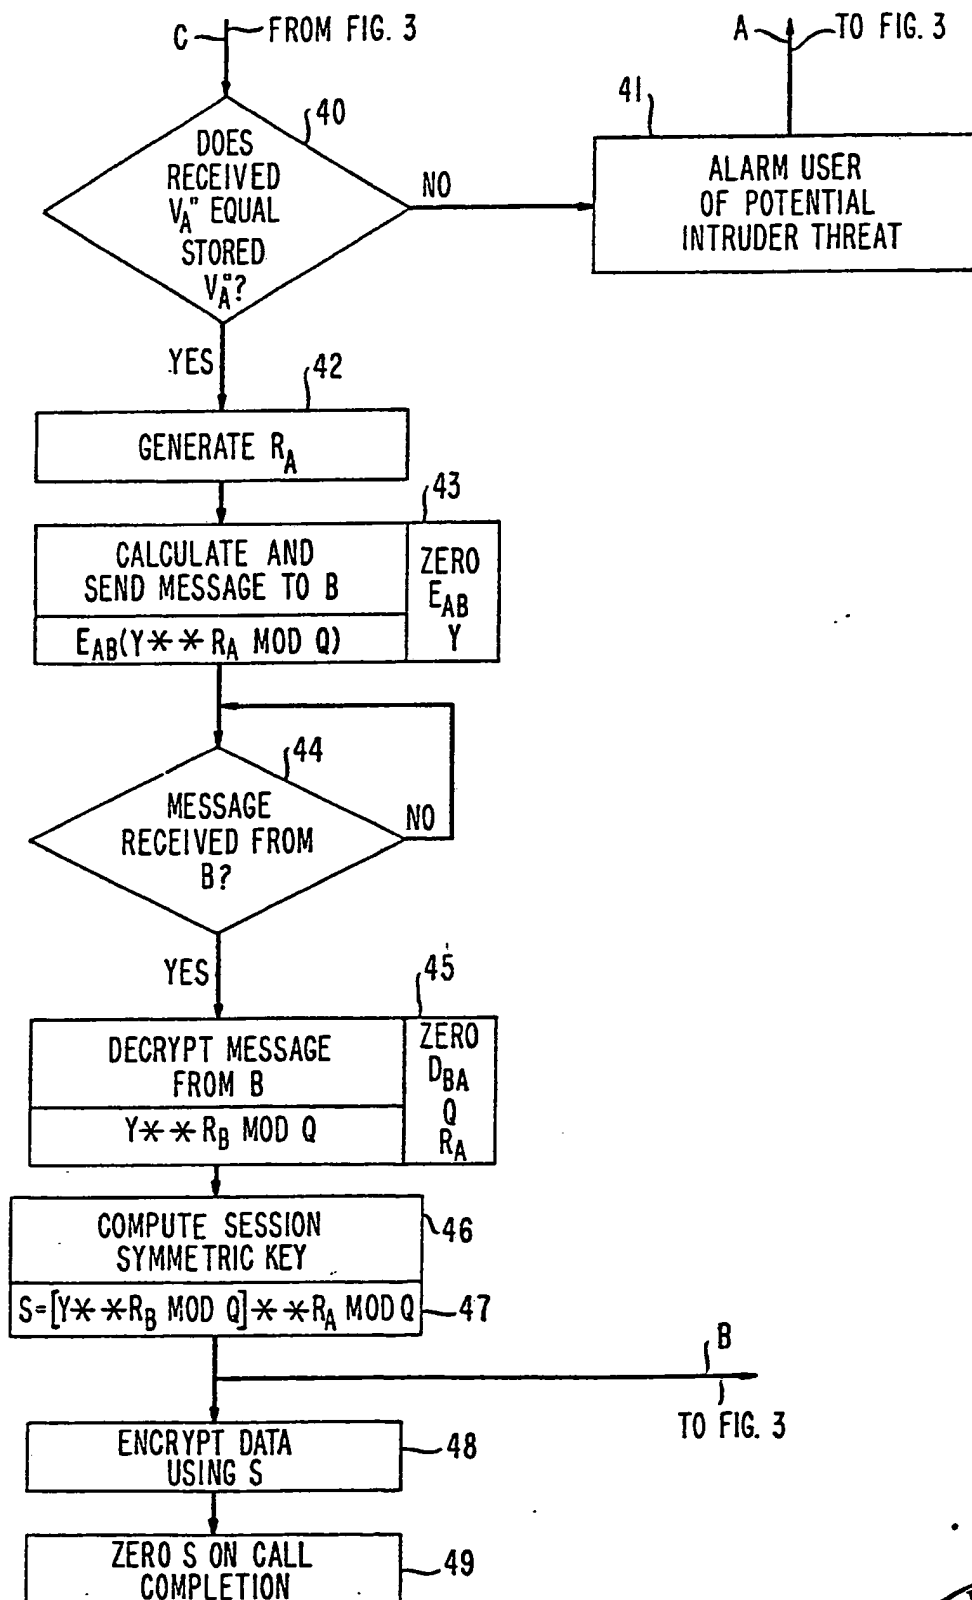 C
FROM FIG. 3
A
TO FIG. 3
40
DOES
RECEIVED
V_A" EQUAL
STORED
V_A"?
NO
41
ALARM USER
OF POTENTIAL
INTRUDER THREAT
YES
42
GENERATE R_A
43
CALCULATE AND
SEND MESSAGE TO B
E_AB(Y** R_A MOD Q)
ZERO
E_AB
Y
44
MESSAGE
RECEIVED FROM
B?
NO
YES
45
DECRYPT MESSAGE
FROM B
Y** R_B MOD Q
ZERO
D_BA
Q
R_A
COMPUTE SESSION
SYMMETRIC KEY
46
S=[Y**R_B MOD Q]**R_A MOD Q
47
B
TO FIG. 3
ENCRYPT DATA
USING S
48
ZERO S ON CALL
COMPLETION
49